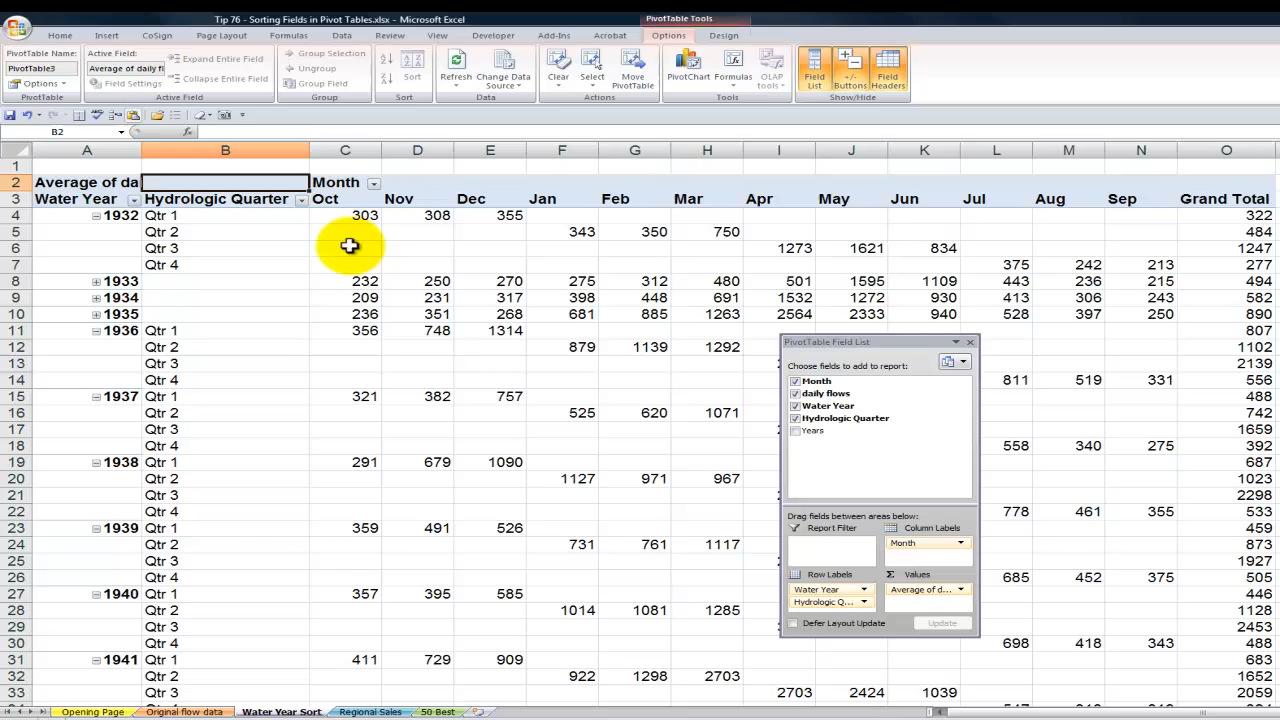 Tip 76 - Sorting Fields in Pivot Tables.xlsx - Microsoft Excel
PivotTable Tools
Home Insert CoSign Page Layout Formulas Data Review View Developer Add-Ins Acrobat Options Design
PivotTable Name: Active Field: Expand Entire Field Group Selection
PivotTable3 Average of daily fl Collapse Entire Field Ungroup
Options Field Settings Group Field
Sort Refresh Change Data Source Clear Select Move PivotTable PivotChart Formulas OLAP tools Field List +/- Buttons Field Headers
PivotTable Active Field Group Sort Data Actions Tools Show/Hide
B2 fx
A B C D E F G H I J K L M N O
1
2 Average of da Month
3 Water Year Hydrologic Quarter Oct Nov Dec Jan Feb Mar Apr May Jun Jul Aug Sep Grand Total
4 1932 Qtr 1 303 308 355 322
5 Qtr 2 343 350 750 484
6 Qtr 3 1273 1621 834 1247
7 Qtr 4 375 242 213 277
8 1933 232 250 270 275 312 480 501 1595 1109 443 236 215 494
9 1934 209 231 317 398 448 691 1532 1272 930 413 306 243 582
10 1935 236 351 268 681 885 1263 2564 2333 940 528 397 250 890
11 1936 Qtr 1 356 748 1314 807
12 Qtr 2 879 1139 1292 1102
13 Qtr 3 2139
14 Qtr 4 811 519 331 556
15 1937 Qtr 1 321 382 757 488
16 Qtr 2 525 620 1071 742
17 Qtr 3 1659
18 Qtr 4 558 340 275 392
19 1938 Qtr 1 291 679 1090 687
20 Qtr 2 1127 971 967 1023
21 Qtr 3 2298
22 Qtr 4 778 461 355 533
23 1939 Qtr 1 359 491 526 459
24 Qtr 2 731 761 1117 873
25 Qtr 3 1927
26 Qtr 4 685 452 375 505
27 1940 Qtr 1 357 395 585 446
28 Qtr 2 1014 1081 1285 1128
29 Qtr 3 2453
30 Qtr 4 698 418 343 488
31 1941 Qtr 1 411 729 909 683
32 Qtr 2 922 1298 2703 1652
33 Qtr 3 2703 2424 1039 2059
PivotTable Field List
Choose fields to add to report:
Month
daily flows
Water Year
Hydrologic Quarter
Years
Drag fields between areas below:
Report Filter Column Labels
Month
Row Labels Σ Values
Water Year Average of d...
Hydrologic Q...
Defer Layout Update Update
Opening Page Original flow data Water Year Sort Regional Sales 50 Best